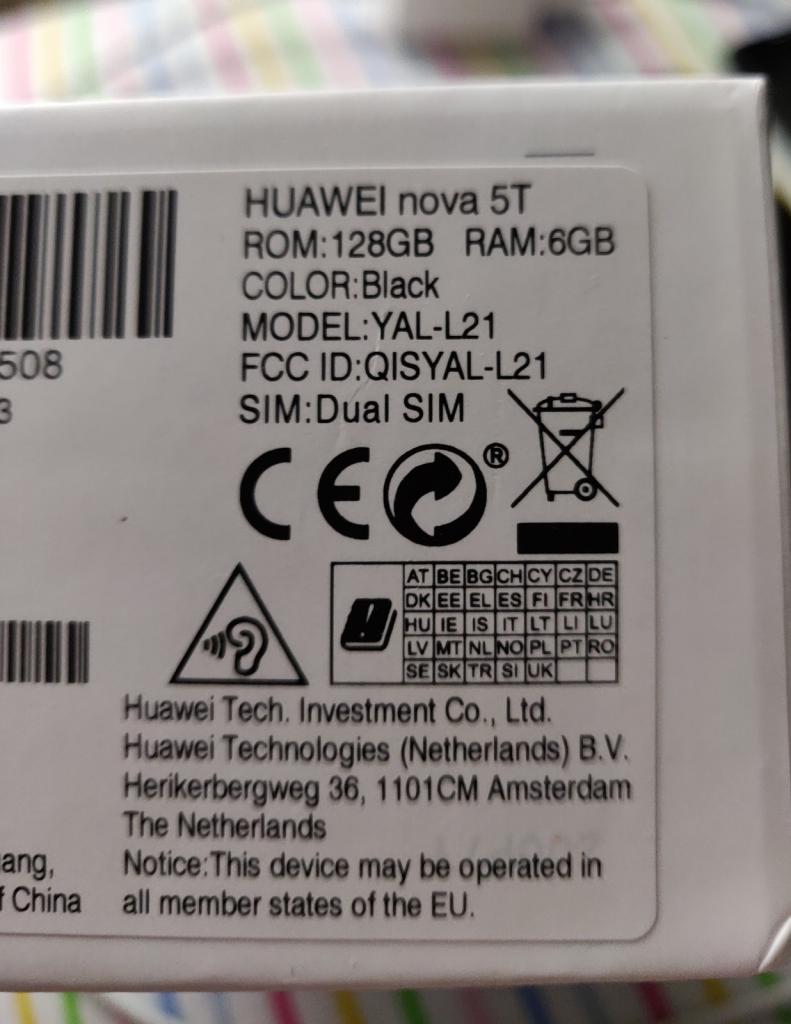 HUAWEI nova 5T
ROM:128GB RAM:6GB
COLOR:Black
MODEL:YAL-L21
508
FCC ID:QISYAL-L21
3
SIM:Dual SIM
CE ®
AT BE BG CH CY CZ DE
DK EE EL ES FI FR HR
HU IE IS IT LT LI LU
LV MT NL NO PL PT RO
SE SK TR SI UK
Huawei Tech. Investment Co., Ltd.
Huawei Technologies (Netherlands) B.V.
Herikerbergweg 36, 1101CM Amsterdam
The Netherlands
ang,
Notice:This device may be operated in
f China
all member states of the EU.